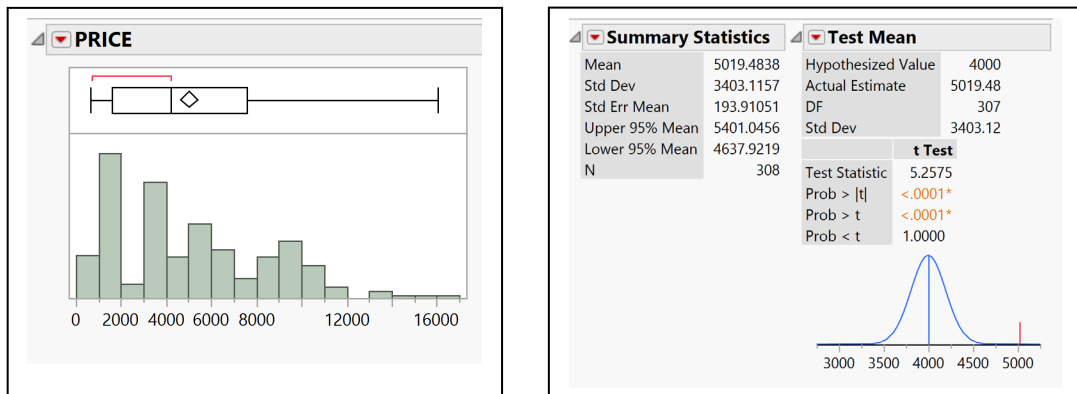 PRICE
0 2000 4000 6000 8000 12000 16000
Summary Statistics
Mean 5019.4838
Std Dev 3403.1157
Std Err Mean 193.91051
Upper 95% Mean 5401.0456
Lower 95% Mean 4637.9219
N 308
Test Mean
Hypothesized Value 4000
Actual Estimate 5019.48
DF 307
Std Dev 3403.12
t Test
Test Statistic 5.2575
Prob > |t| <.0001*
Prob > t <.0001*
Prob < t 1.0000
3000 3500 4000 4500 5000